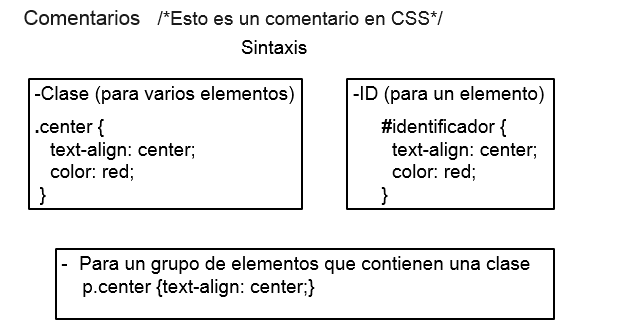 Comentarios /*Esto es un comentario en CSS*/
Sintaxis
-Clase (para varios elementos)
.center {
text-align: center;
color: red;
}
-ID (para un elemento)
#identificador {
text-align: center;
color: red;
}
- Para un grupo de elementos que contienen una clase
p.center {text-align: center;}